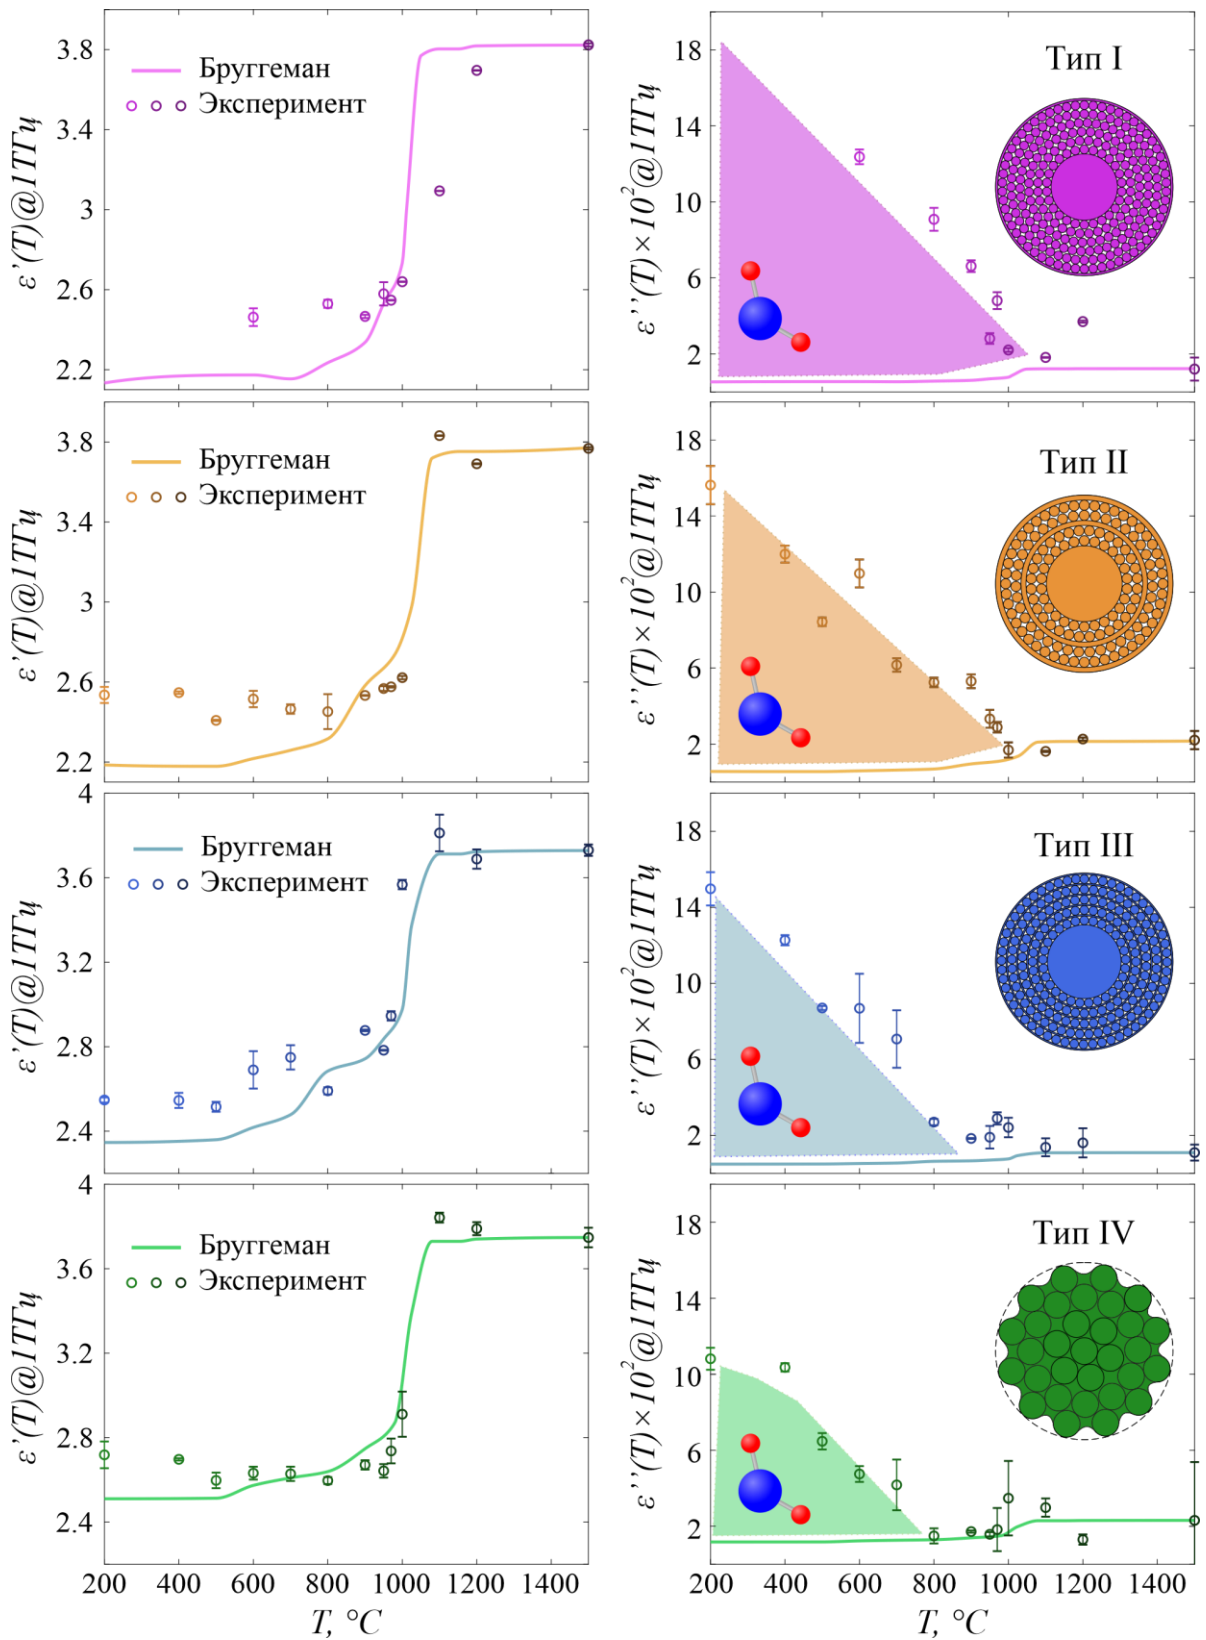 3.8
3.4
3
2.6
2.2
ε'(T)@1ТГц
Бруггеман
Эксперимент
18
14
10
6
2
ε''(T)×10²@1ТГц
Тип I
3.8
3.4
3
2.6
2.2
ε'(T)@1ТГц
Бруггеман
Эксперимент
18
14
10
6
2
ε''(T)×10²@1ТГц
Тип II
4
3.6
3.2
2.8
2.4
ε'(T)@1ТГц
Бруггеман
Эксперимент
18
14
10
6
2
ε''(T)×10²@1ТГц
Тип III
4
3.6
3.2
2.8
2.4
ε'(T)@1ТГц
Бруггеман
Эксперимент
200 400 600 800 1000 1200 1400
T, °C
18
14
10
6
2
ε''(T)×10²@1ТГц
Тип IV
200 400 600 800 1000 1200 1400
T, °C